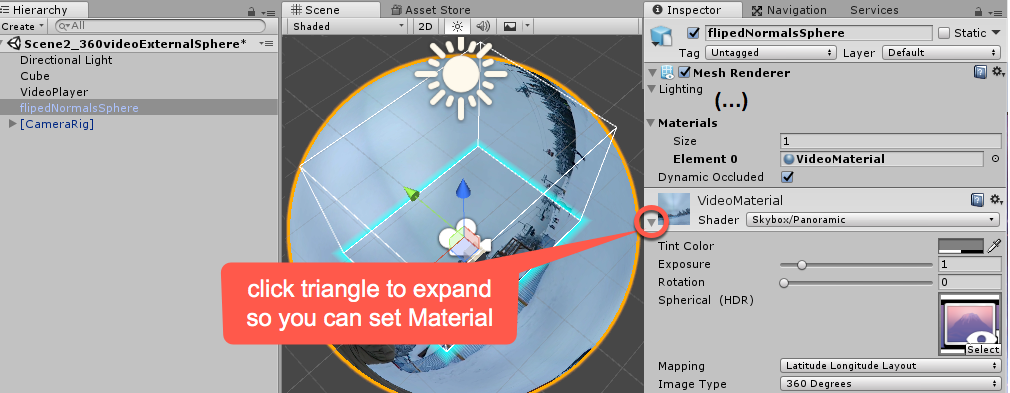 Hierarchy
Create
All
Scene2_360videoExternalSphere*
Directional Light
Cube
VideoPlayer
flipedNormalsSphere
[CameraRig]
Scene
Asset Store
Shaded
2D
click triangle to expand
so you can set Material
Inspector
Navigation
Services
flipedNormalsSphere
Static
Tag Untagged
Layer Default
Mesh Renderer
Lighting
(...)
Materials
Size 1
Element 0 VideoMaterial
Dynamic Occluded
VideoMaterial
Shader Skybox/Panoramic
Tint Color
Exposure 1
Rotation 0
Spherical (HDR)
Select
Mapping Latitude Longitude Layout
Image Type 360 Degrees